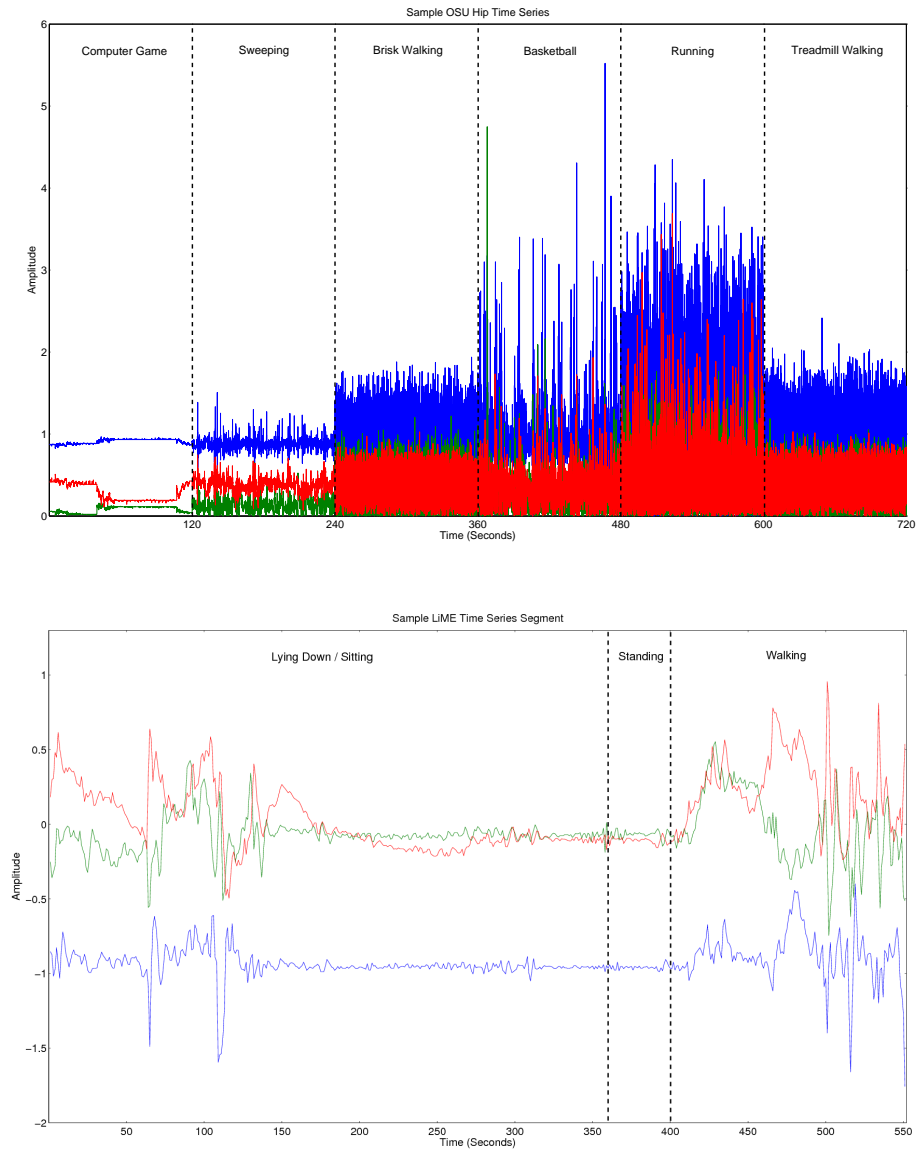 Sample OSU Hip Time Series
6
Computer Game Sweeping Brisk Walking Basketball Running Treadmill Walking
5
4
3
Amplitude
2
1
0
120 240 360 480 600 720
Time (Seconds)
Sample LiME Time Series Segment
Lying Down / Sitting Standing Walking
1
0.5
0
Amplitude
-0.5
-1
-1.5
-2
50 100 150 200 250 300 350 400 450 500 550
Time (Seconds)